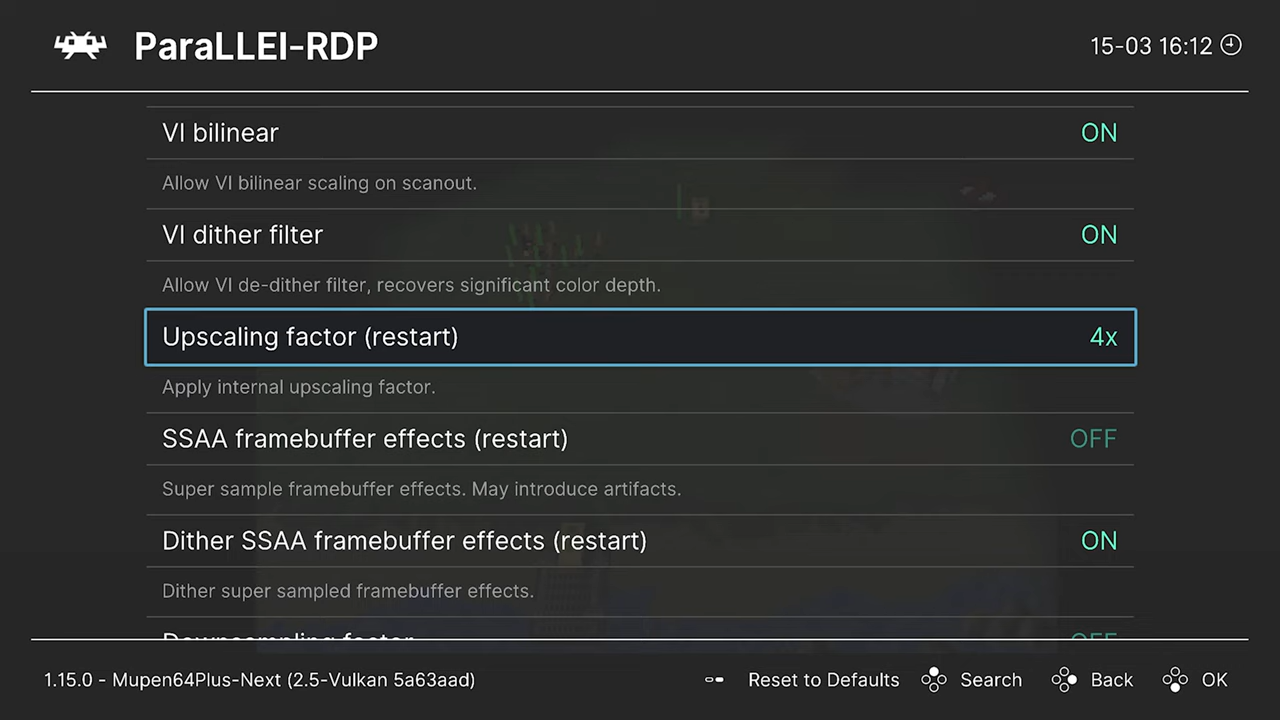 ParaLLEl-RDP
15-03 16:12
VI bilinear ON
Allow VI bilinear scaling on scanout.
VI dither filter ON
Allow VI de-dither filter, recovers significant color depth.
Upscaling factor (restart) 4x
Apply internal upscaling factor.
SSAA framebuffer effects (restart) OFF
Super sample framebuffer effects. May introduce artifacts.
Dither SSAA framebuffer effects (restart) ON
Dither super sampled framebuffer effects.
Downsampling factor OFF
1.15.0 - Mupen64Plus-Next (2.5-Vulkan 5a63aad)
Reset to Defaults Search Back OK